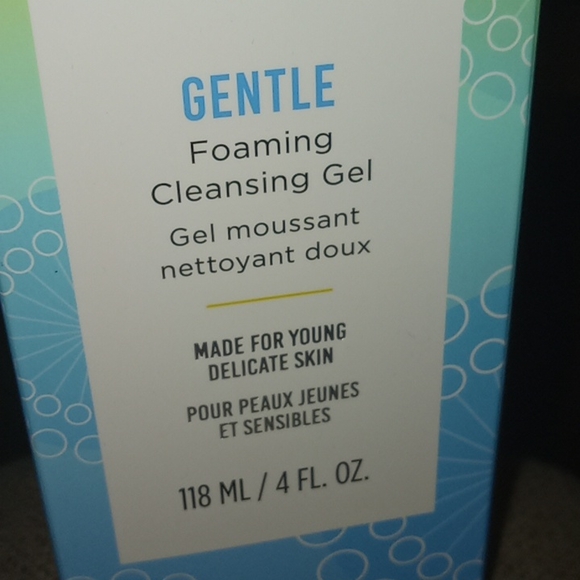 GENTLE
Foaming
Cleansing Gel
Gel moussant
nettoyant doux
MADE FOR YOUNG
DELICATE SKIN
POUR PEAUX JEUNES
ET SENSIBLES
118 ML / 4 FL. OZ.